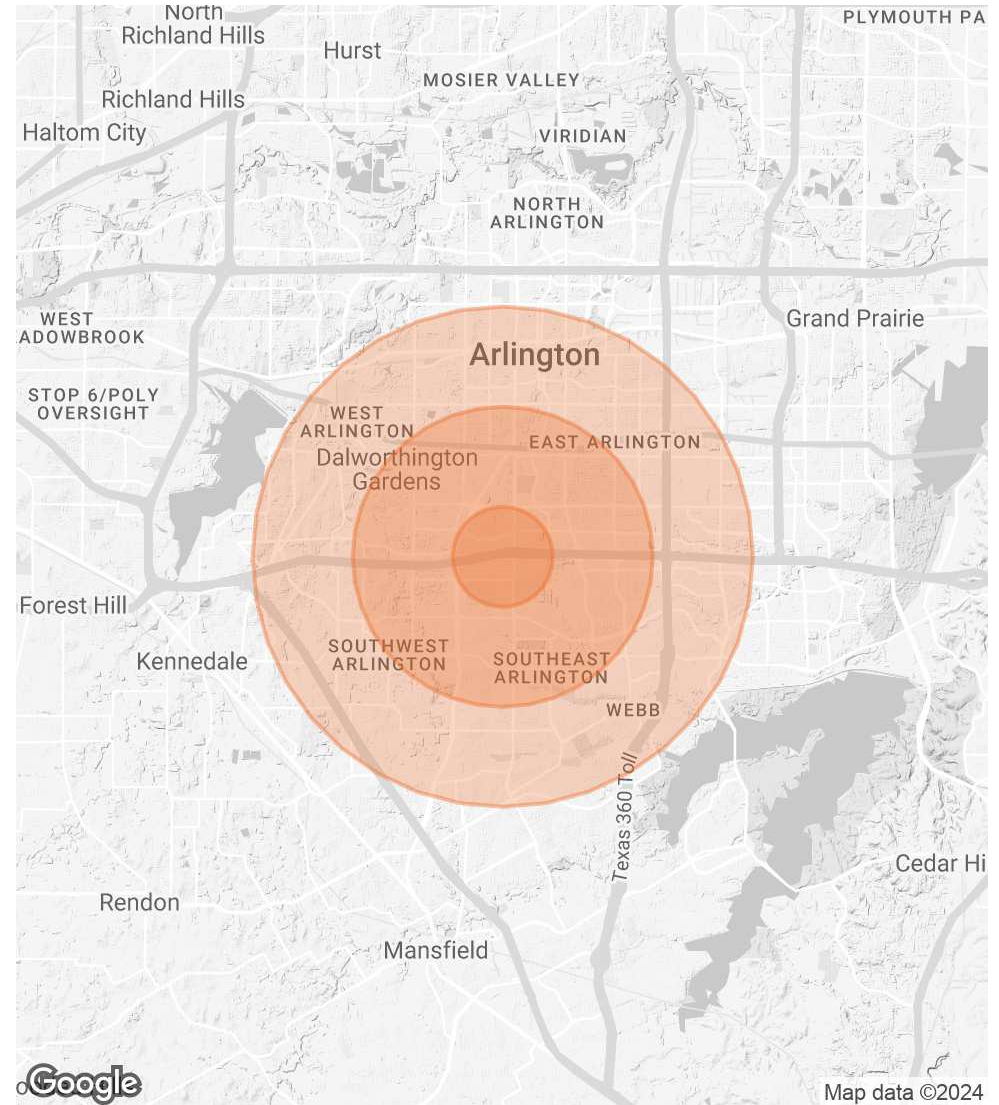 North
Richland Hills
PLYMOUTH PA
Hurst
MOSIER VALLEY
Richland Hills
Haltom City
VIRIDIAN
NORTH
ARLINGTON
WEST
ADOWBROOK
Grand Prairie
Arlington
STOP 6/POLY
OVERSIGHT
WEST
ARLINGTON
EAST ARLINGTON
Dalworthington
Gardens
Forest Hill
SOUTHWEST
ARLINGTON
SOUTHEAST
ARLINGTON
Kennedale
WEBB
Texas 360 Toll
Cedar Hi
Rendon
Mansfield
Google
Map data ©2024